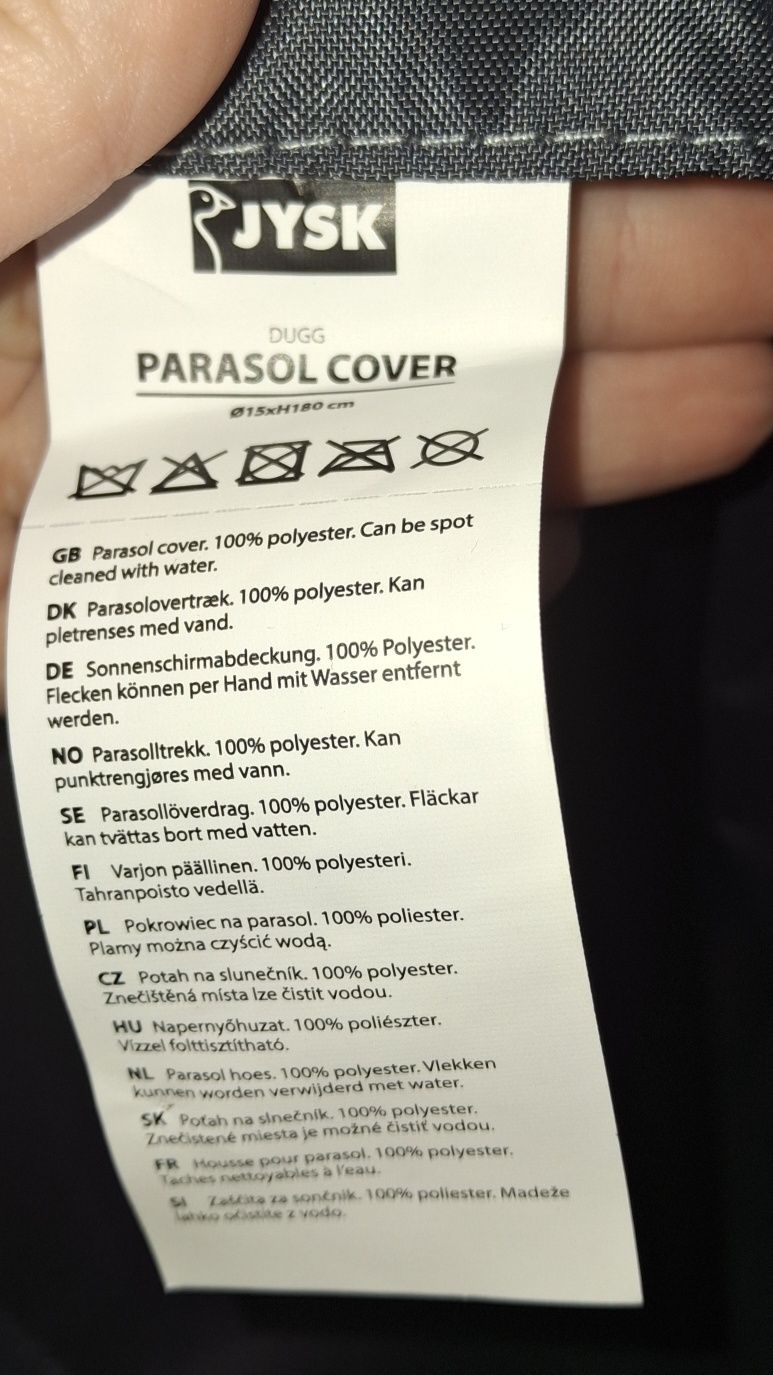 JYSK
DUGG
PARASOL COVER
Ø15xH180 cm
GB Parasol cover. 100% polyester. Can be spot
cleaned with water.
DK Parasolovertræk. 100% polyester. Kan
pletrenses med vand.
DE Sonnenschirmabdeckung. 100% Polyester.
Flecken können per Hand mit Wasser entfernt
werden.
NO Parasolltrekk. 100% polyester. Kan
punktrengjøres med vann.
SE Parasollöverdrag. 100% polyester. Fläckar
kan tvättas bort med vatten.
FI Varjon päällinen. 100% polyesteri.
Tahranpoisto vedellä.
PL Pokrowiec na parasol. 100% poliester.
Plamy można czyścić wodą.
CZ Potah na slunečník. 100% polyester.
Znečištěná místa lze čistit vodou.
HU Napernyőhuzat. 100% poliészter.
Vízzel folttisztítható.
NL Parasol hoes. 100% polyester. Vlekken
kunnen worden verwijderd met water.
SK Poťah na slnečník. 100% polyester.
Znečistené miesta je možné čistiť vodou.
FR Housse pour parasol. 100% polyester.
Taches nettoyables à l'eau.
SI Zaščita za sončnik. 100% poliester. Madeže
lahko očistite z vodo.